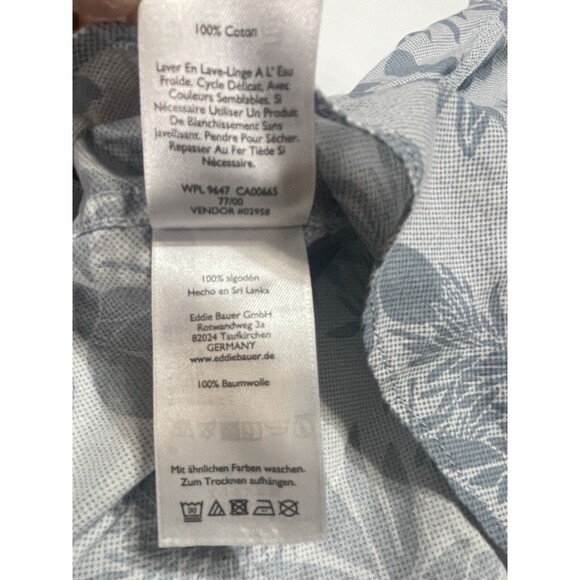 100% Coton
Laver En Lave-Linge A L' Eau
Froide, Cycle Délicat, Avec
Couleurs Semblables. Si
Nécessaire Utiliser Un Produit
De Blanchissement Sans
Javellisant. Pendre Pour Sécher.
Repasser Au Fer Tiède Si
Nécessaire.
WPL 9647 CA00665
77/00
VENDOR #02958
100% algodón
Hecho en Sri Lanka
Eddie Bauer GmbH
Rotwandweg 3a
82024 Taufkirchen
GERMANY
www.eddiebauer.de
100% Baumwolle
Mit ähnlichen Farben waschen.
Zum Trocknen aufhängen.
30